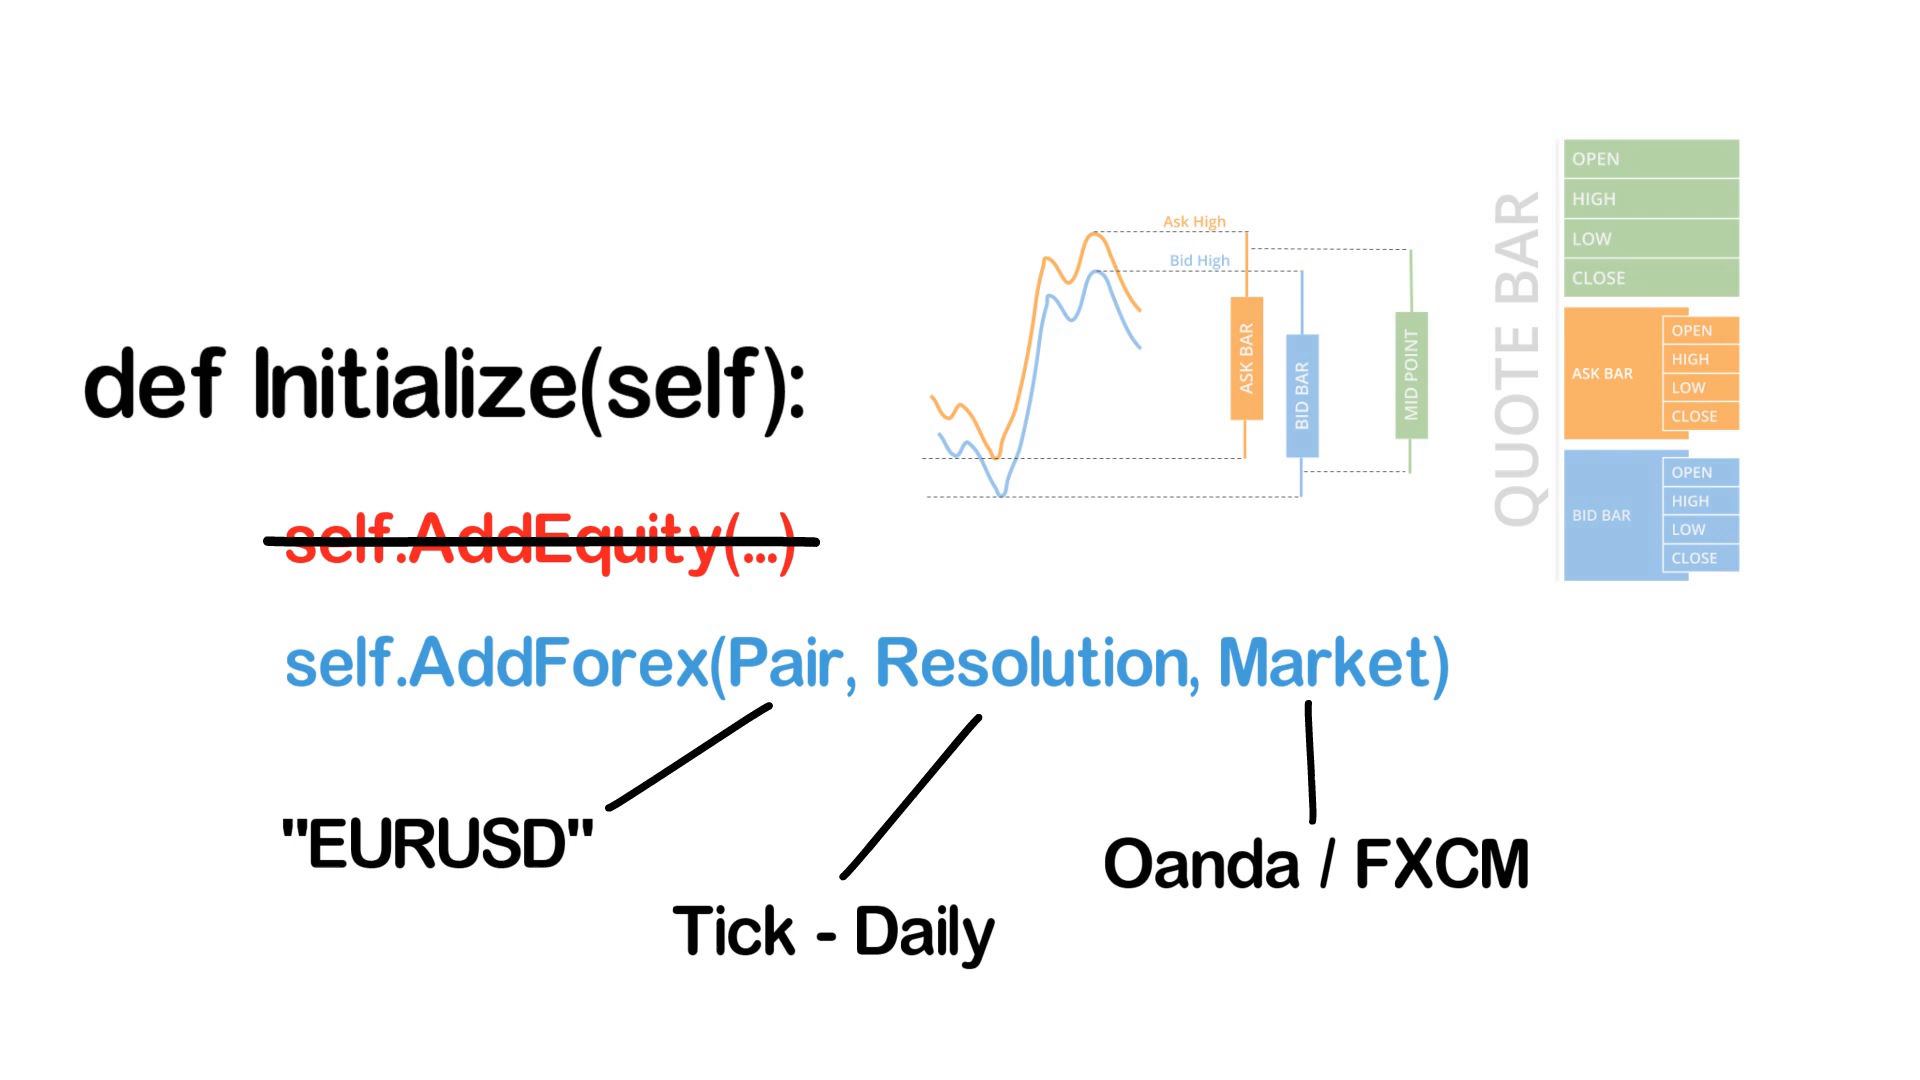 def Initialize(self):
self.AddEquity(...)
self.AddForex(Pair, Resolution, Market)
"EURUSD"
Tick - Daily
Oanda / FXCM
Ask High
Bid High
ASK BAR
BID BAR
MID POINT
QUOTE BAR
OPEN
HIGH
LOW
CLOSE
ASK BAR
OPEN
HIGH
LOW
CLOSE
BID BAR
OPEN
HIGH
LOW
CLOSE